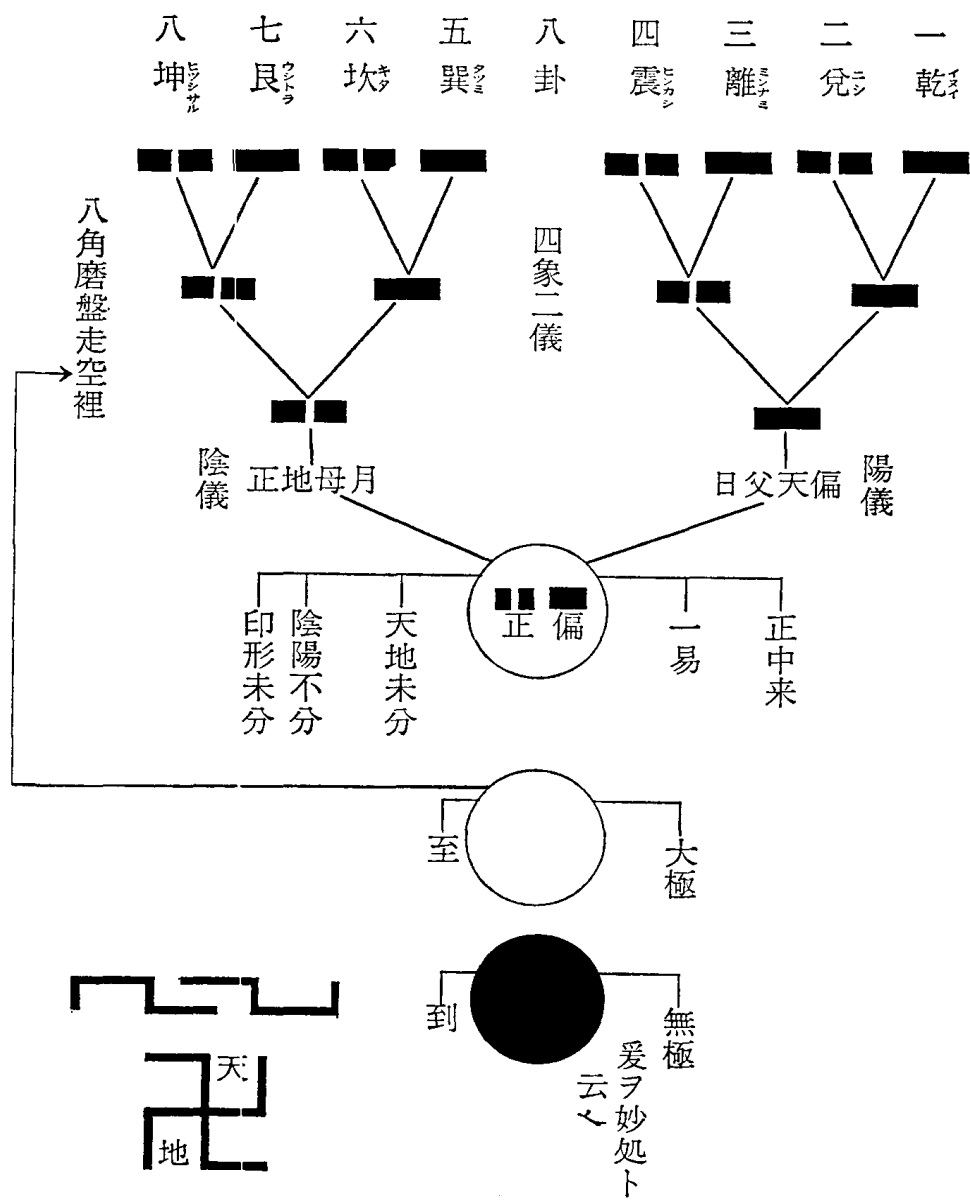 一 乾 イヌイ
二 兌 ニシ
三 離 ミンナミ
四 震 ヒンカシ
八卦
五 巽 タツミ
六 坎 キタ
七 艮 ウシトラ
八 坤 ヒツシサル
四象二儀
八角磨盤走空裡
陽儀
日父天偏
陰儀
正地母月
偏
正
正中来
一易
天地未分
陰陽不分
印形未分
大極
至
無極
到
爰ヲ妙処ト
云
天
地